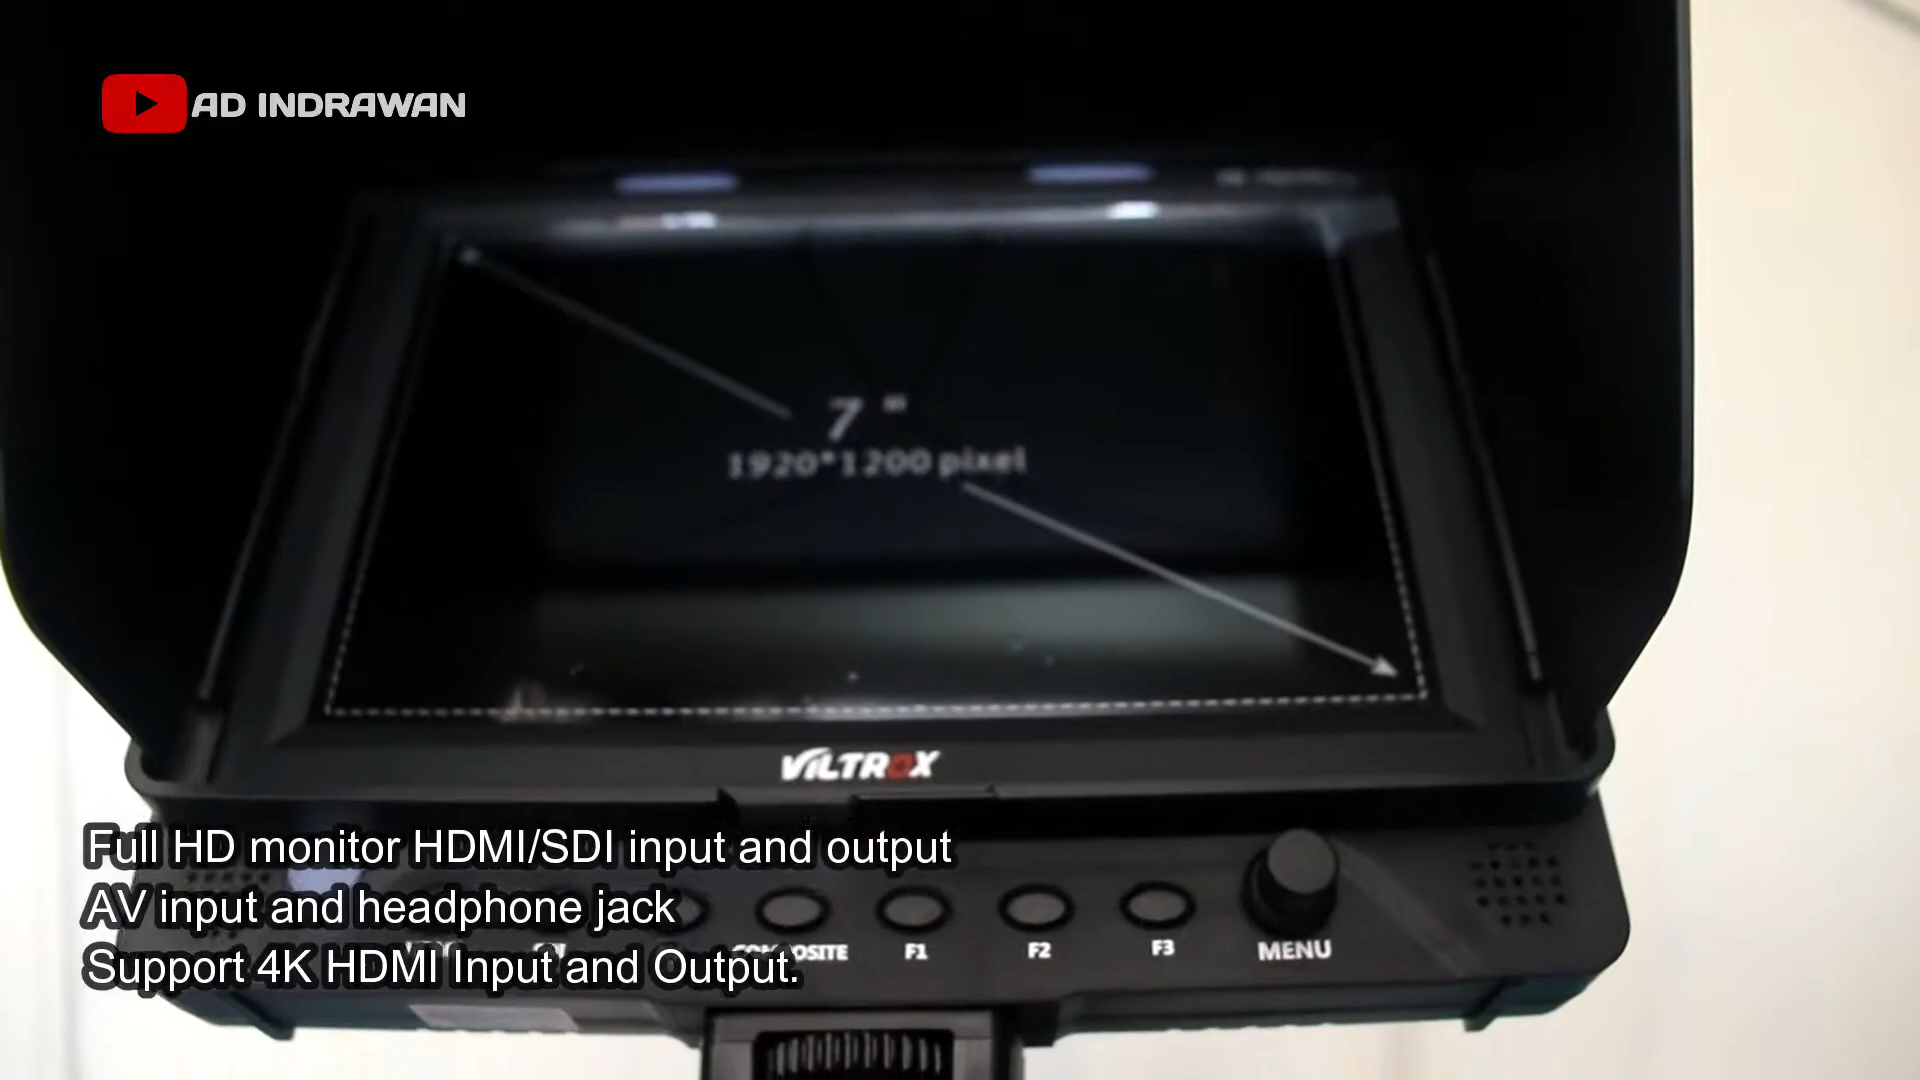 AD INDRAWAN
7"
1920*1200 pixel
VILTROX
Full HD monitor HDMI/SDI input and output
AV input and headphone jack
Support 4K HDMI Input and Output.
COMPOSITE
F1
F2
F3
MENU